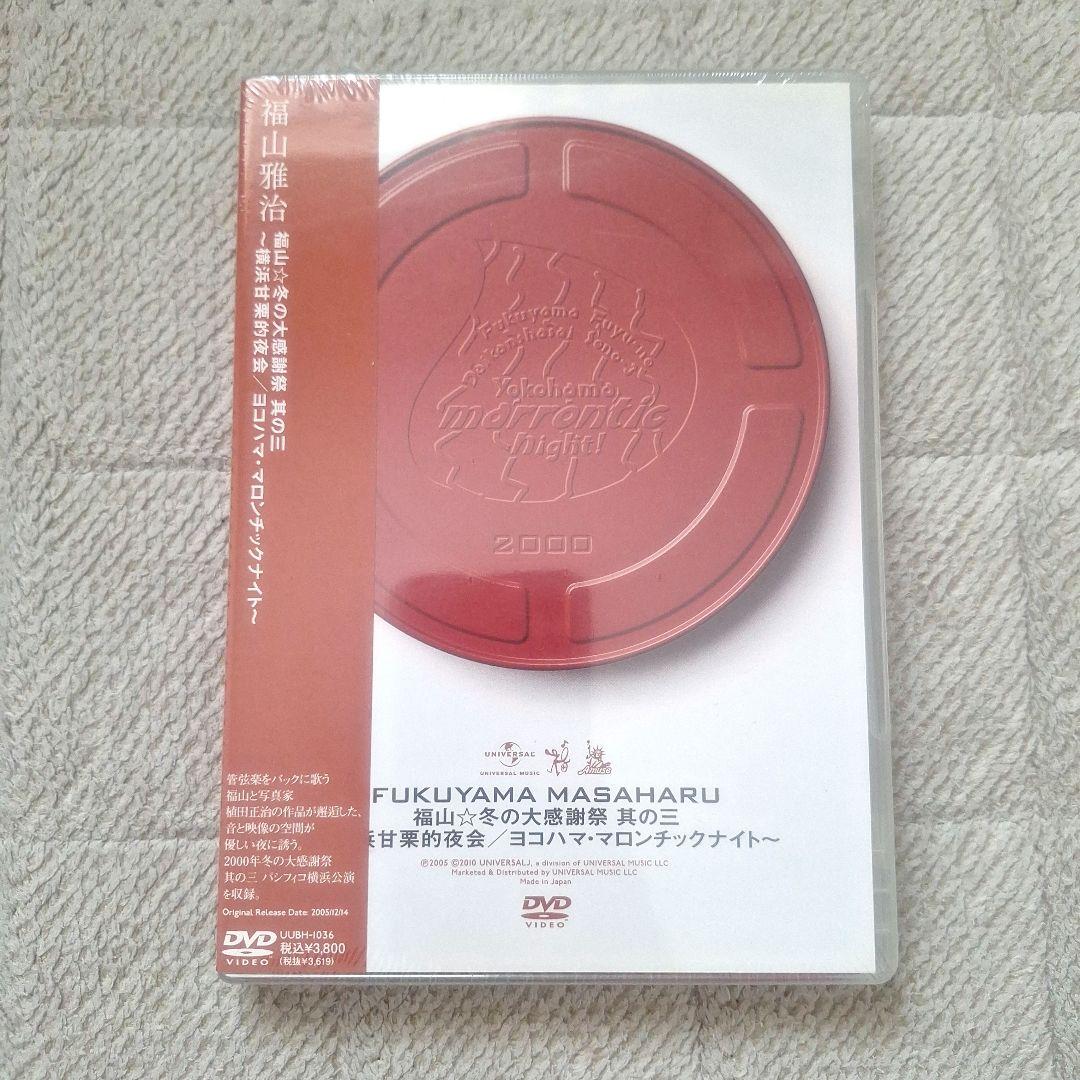 福山雅治
福山☆冬の大感謝祭 其の三
～横浜甘栗的夜会／ヨコハマ・マロンチックナイト～
管弦楽をバックに歌う
福山と写真家
植田正治の作品が邂逅した、
音と映像の空間が
優しい夜に誘う。
2000年冬の大感謝祭
其の三 パシフィコ横浜公演
を収録。
Original Release Date: 2005/12/14
DVD
VIDEO
UUBH-1036
税込¥3,800
(税抜¥3,619)
Fukuyama Fuyu-no
Daikanshasai Sono-3
Yokohama
marrontic
Night!
2000
UNIVERSAL
UNIVERSAL MUSIC
Amuse
FUKUYAMA MASAHARU
福山☆冬の大感謝祭 其の三
浜甘栗的夜会／ヨコハマ・マロンチックナイト～
Ⓟ2005 ©2010 UNIVERSAL J, a division of UNIVERSAL MUSIC LLC
Marketed & Distributed by UNIVERSAL MUSIC LLC
Made in Japan
DVD
VIDEO